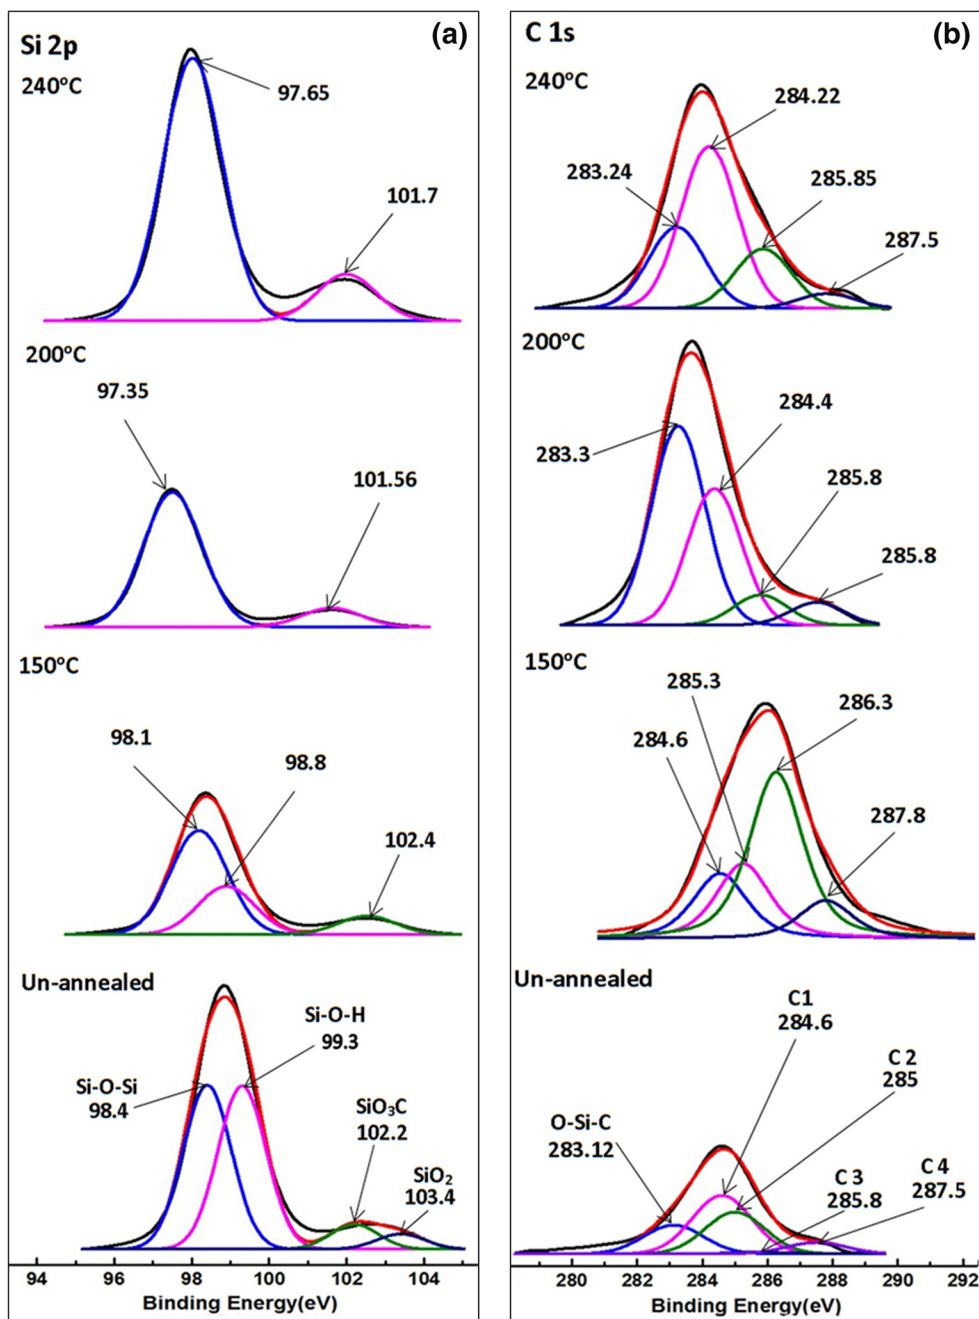 Si 2p
(a)
240°C
97.65
101.7
200°C
97.35
101.56
150°C
98.1
98.8
102.4
Un-annealed
Si-O-H
99.3
Si-O-Si
98.4
SiO₃C
102.2
SiO₂
103.4
94 96 98 100 102 104
Binding Energy(eV)
C 1s
(b)
240°C
284.22
283.24
285.85
287.5
200°C
284.4
283.3
285.8
285.8
150°C
285.3
286.3
284.6
287.8
Un-annealed
C1
284.6
C 2
285
O-Si-C
283.12
C 3
285.8
C 4
287.5
280 282 284 286 288 290 292
Binding Energy(eV)